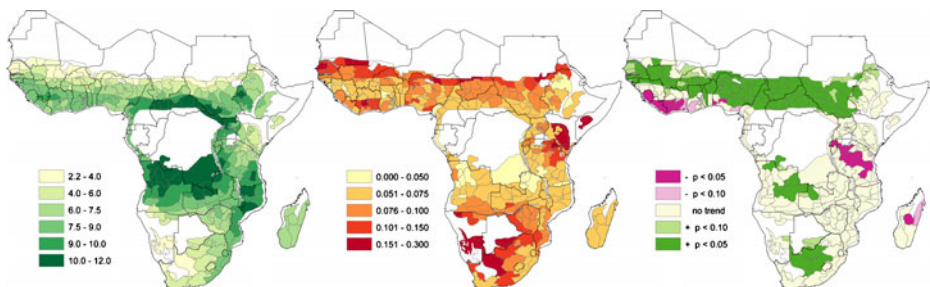 2.2 - 4.0
4.0 - 6.0
6.0 - 7.5
7.5 - 9.0
9.0 - 10.0
10.0 - 12.0
0.000 - 0.050
0.051 - 0.075
0.076 - 0.100
0.101 - 0.150
0.151 - 0.300
- p < 0.05
- p < 0.10
no trend
+ p < 0.10
+ p < 0.05